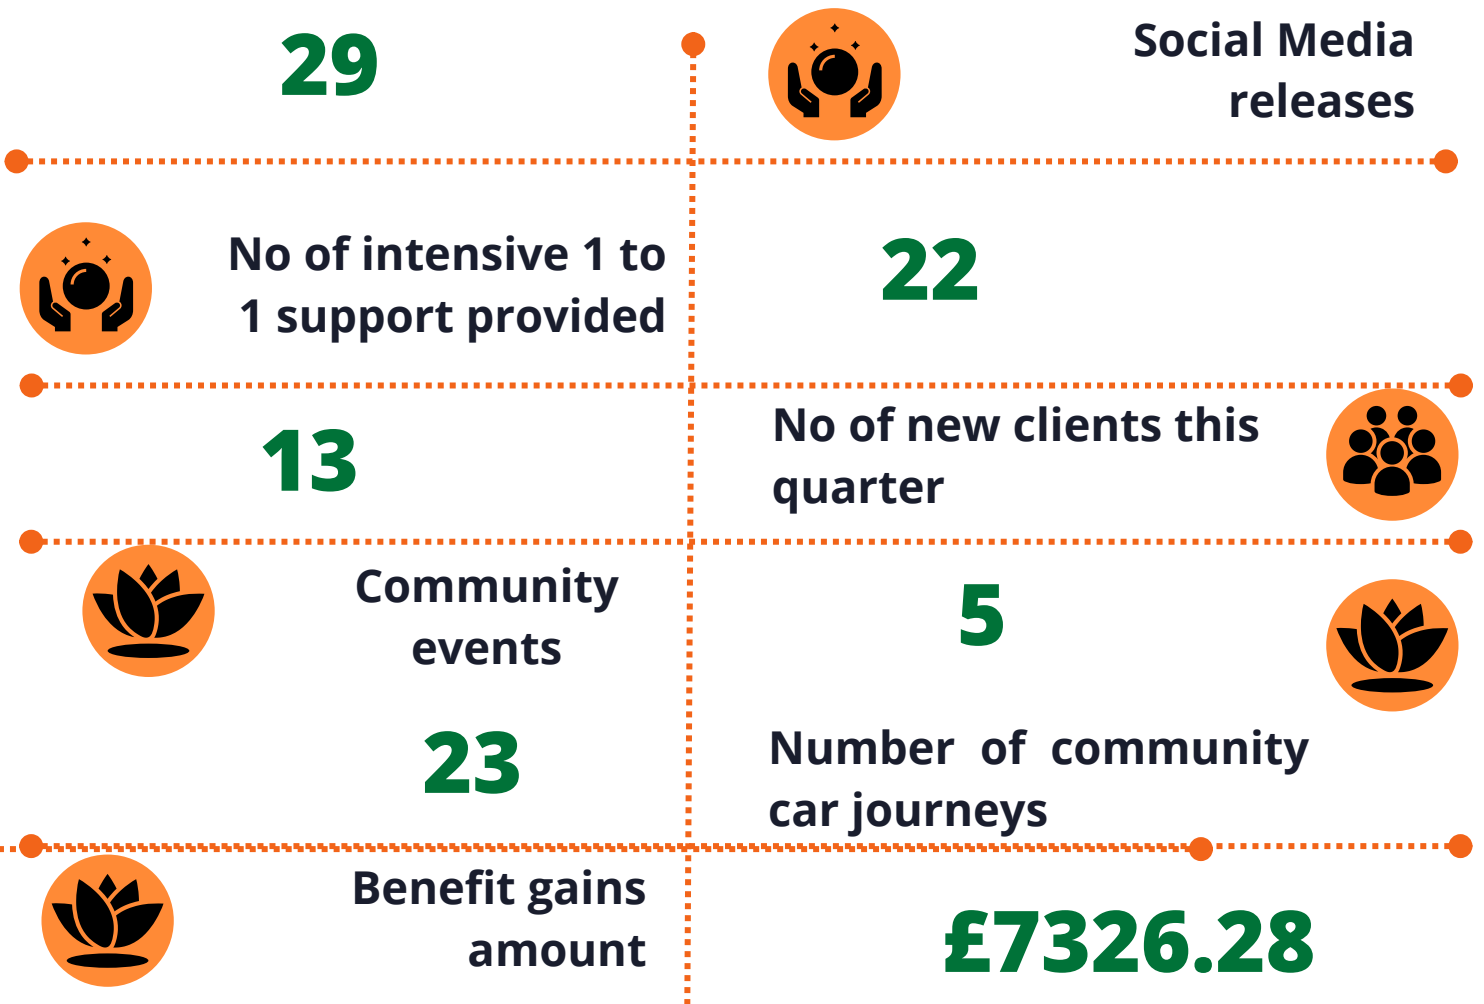 29
Social Media
releases
No of intensive 1 to
1 support provided
22
13
No of new clients this
quarter
Community
events
5
23
Number of community
car journeys
Benefit gains
amount
£7326.28